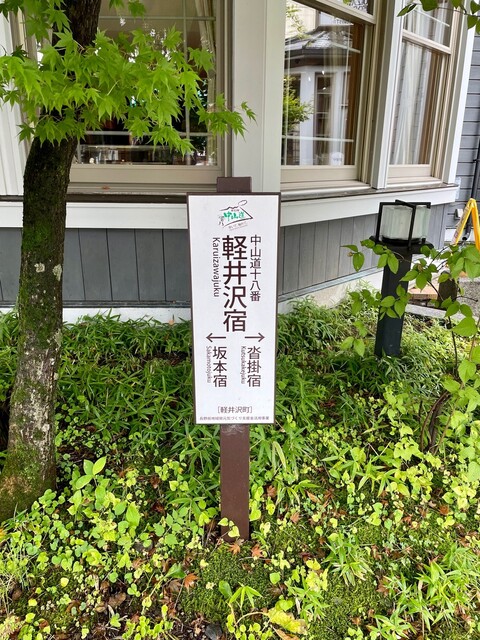 中山道十八番
軽井沢宿
Karuizawajuku
沓掛宿
Kutsukakejuku
坂本宿
Sakamotojuku
[軽井沢町]